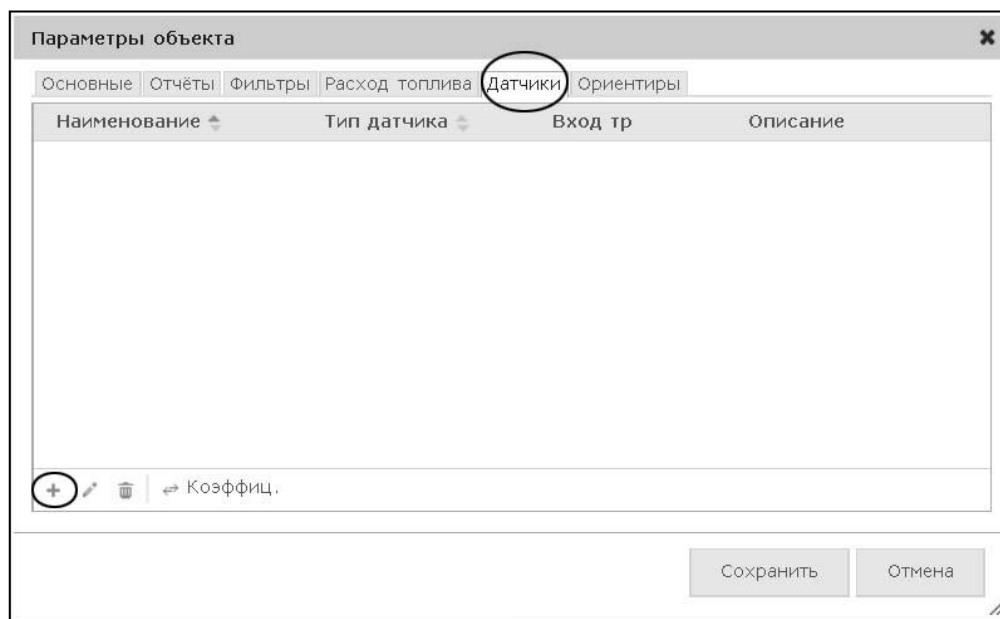 Параметры объекта
Основные Отчёты Фильтры Расход топлива Датчики Ориентиры
Наименование Тип датчика Вход тр Описание
Коэффиц.
Сохранить Отмена